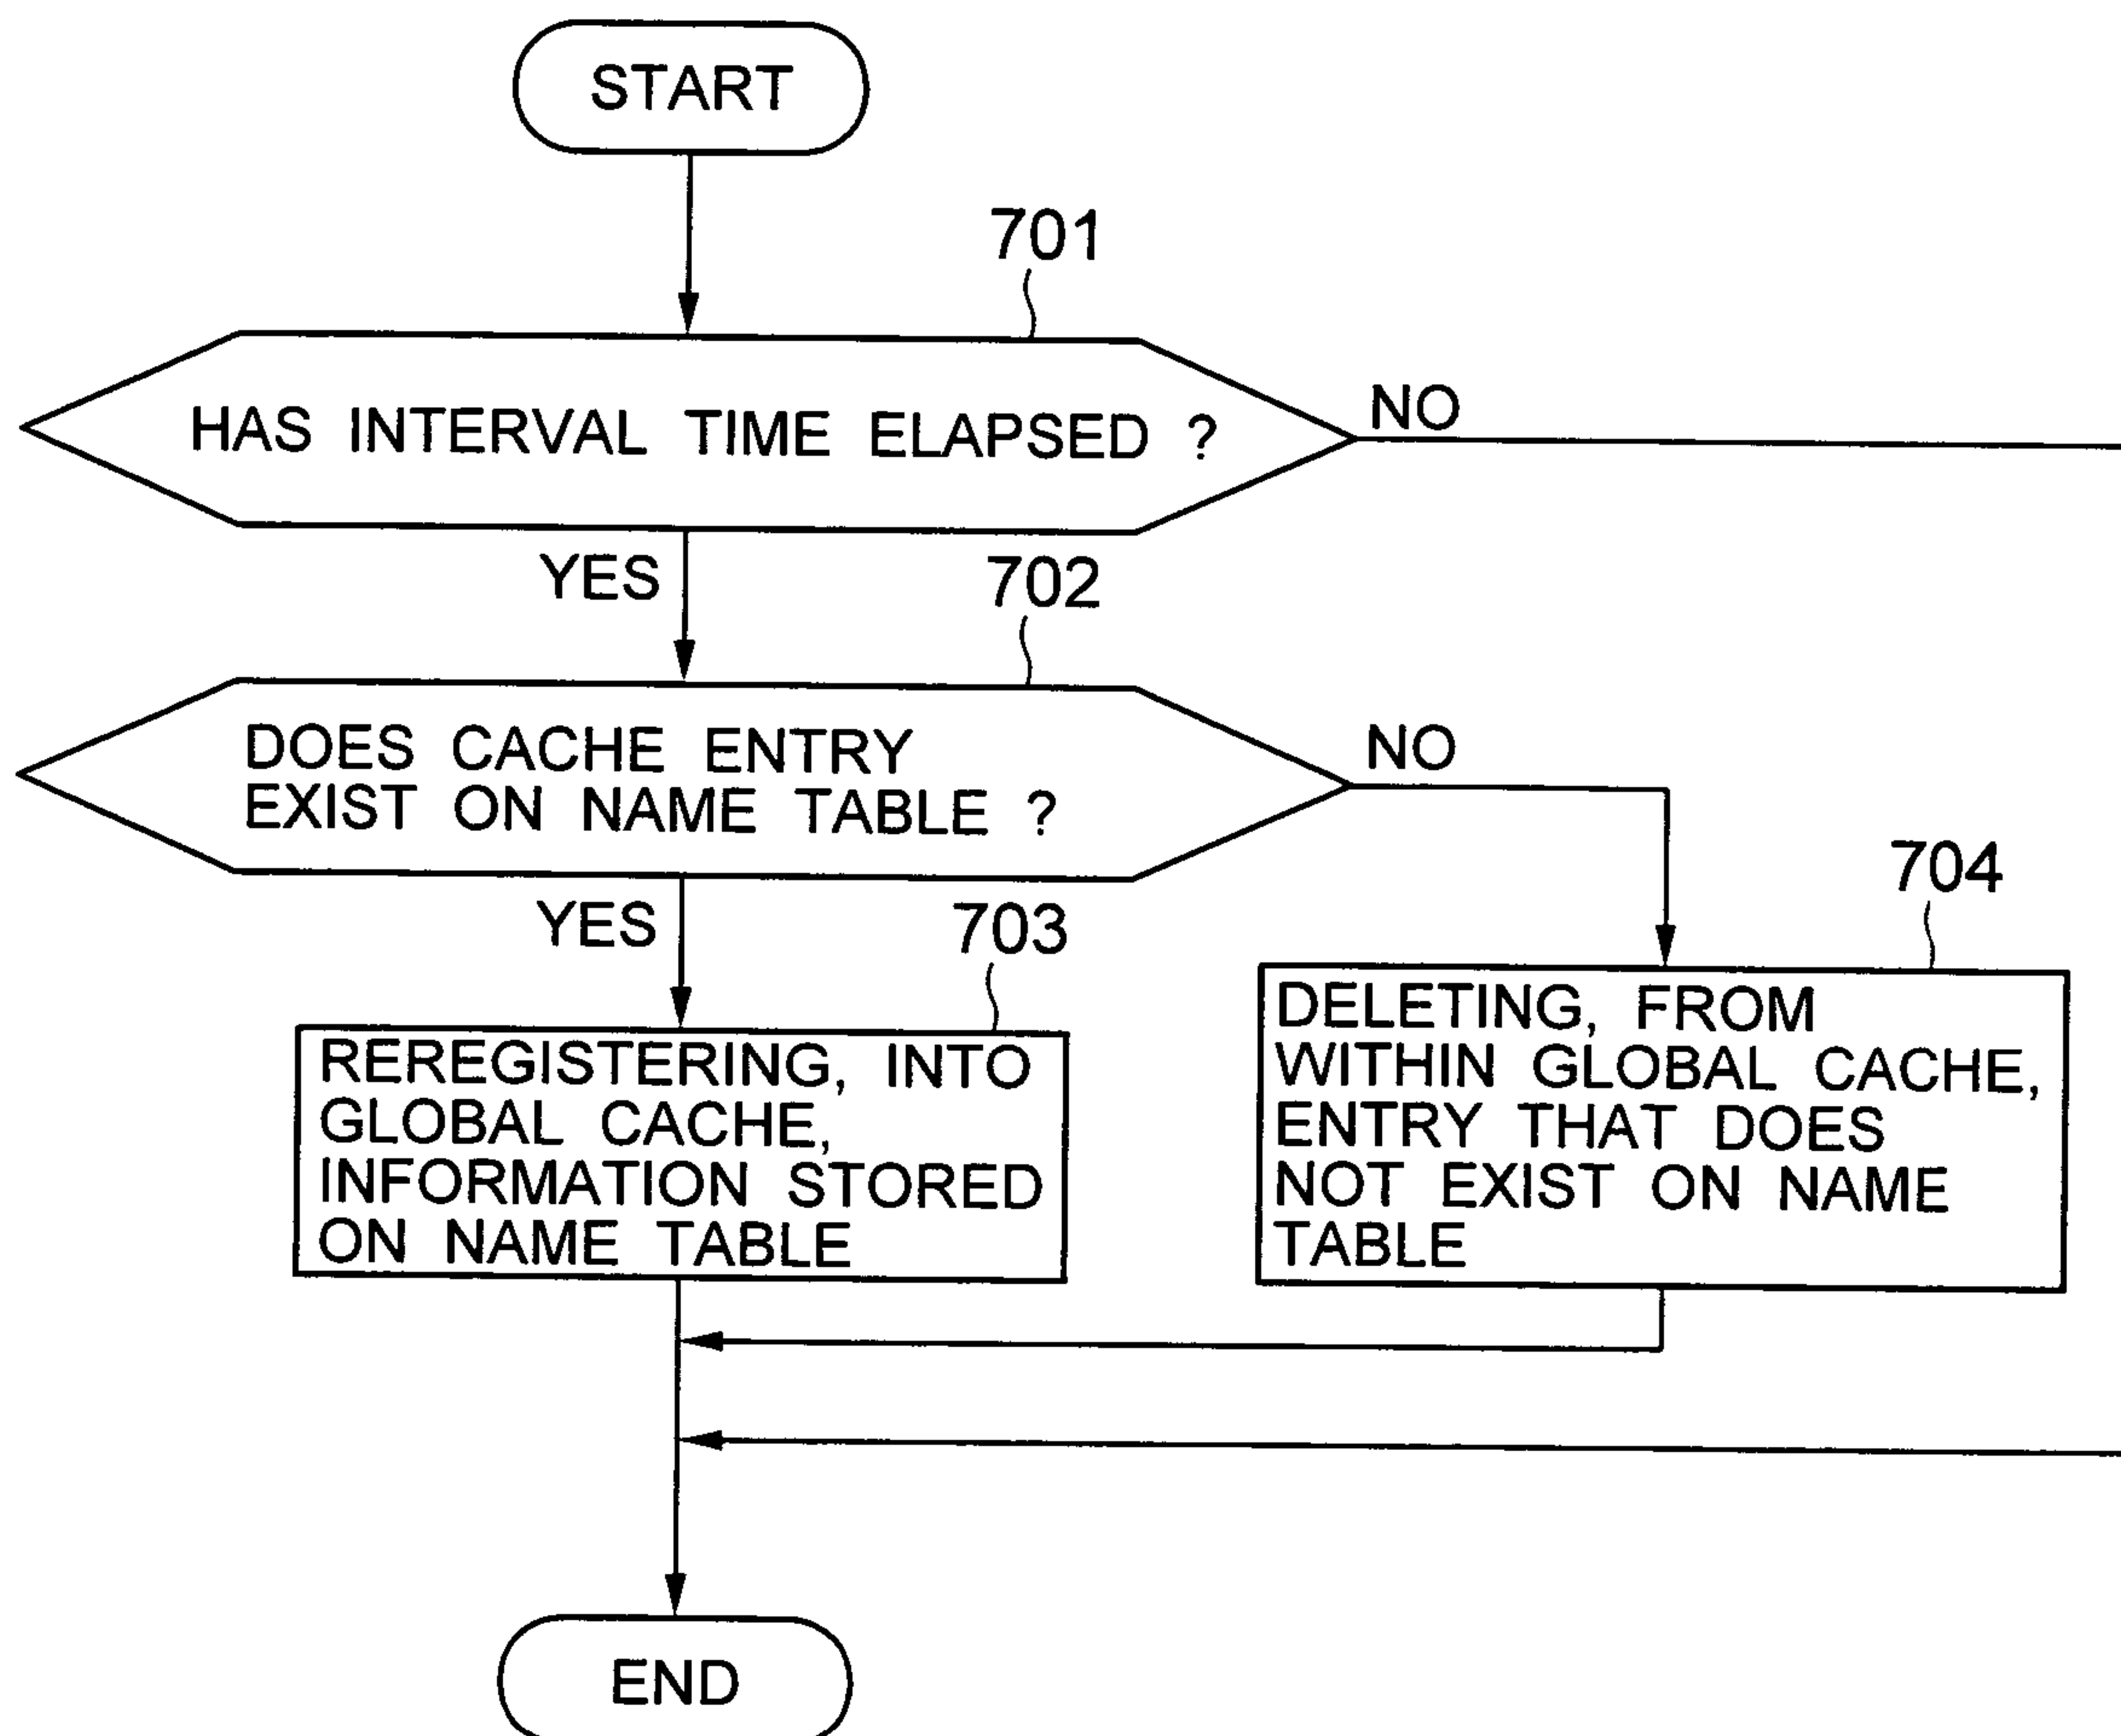 START
701
HAS INTERVAL TIME ELAPSED ?
NO
YES
702
DOES CACHE ENTRY
EXIST ON NAME TABLE ?
NO
YES
703
704
REREGISTERING, INTO
GLOBAL CACHE,
INFORMATION STORED
ON NAME TABLE
DELETING, FROM
WITHIN GLOBAL CACHE,
ENTRY THAT DOES
NOT EXIST ON NAME
TABLE
END